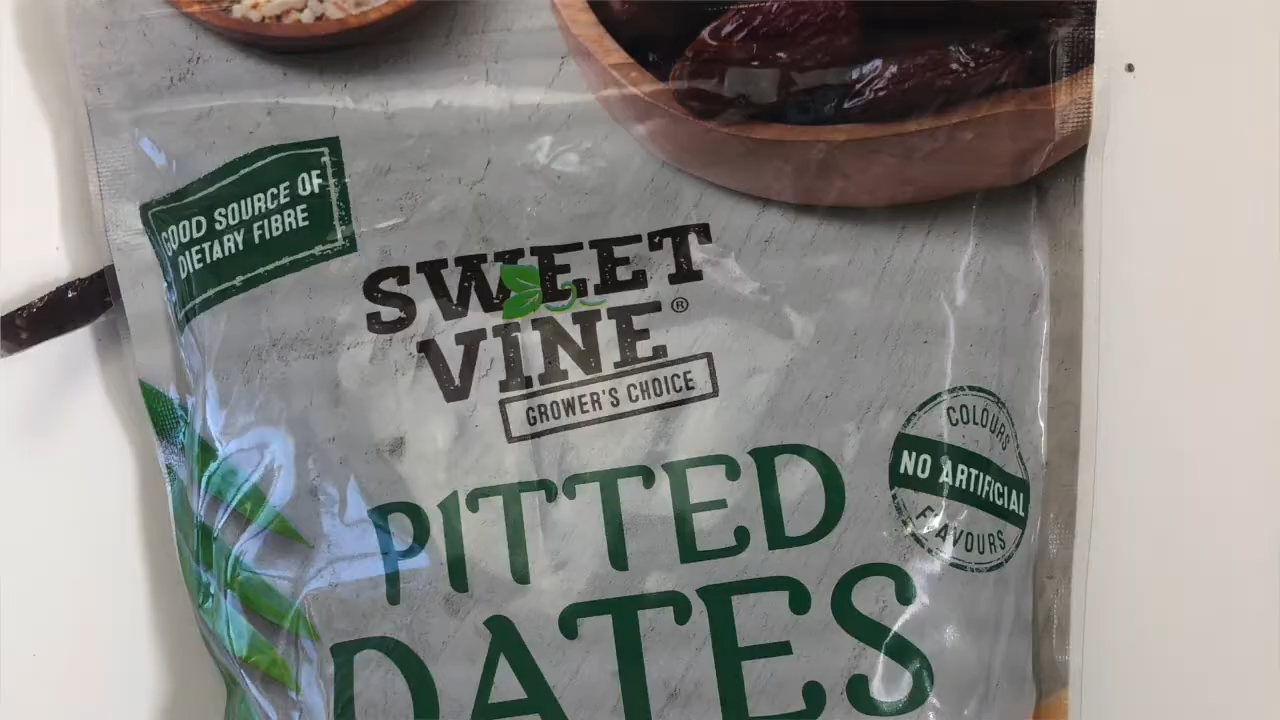 GOOD SOURCE OF
DIETARY FIBRE
SWEET
VINE®
GROWER'S CHOICE
PITTED
DATES
COLOURS
NO ARTIFICIAL
FLAVOURS